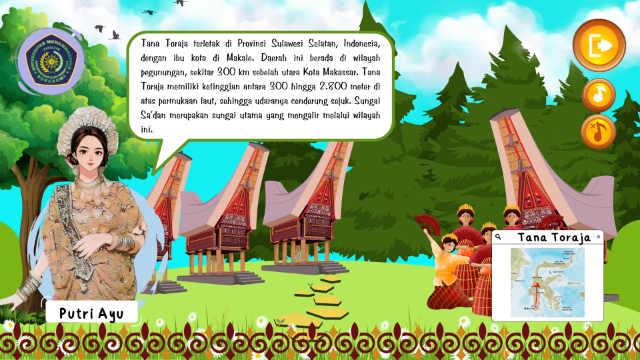 Tana Toraja terletak di Provinsi Sulawesi Selatan, Indonesia,
dengan ibu kota di Makale. Daerah ini berada di wilayah
pegunungan, sekitar 300 km sebelah utara Kota Makassar. Tana
Toraja memiliki ketinggian antara 300 hingga 2.800 meter di
atas permukaan laut, sehingga udaranya cenderung sejuk. Sungai
Sa'dan merupakan sungai utama yang mengalir melalui wilayah
ini.
Tana Toraja
Putri Ayu